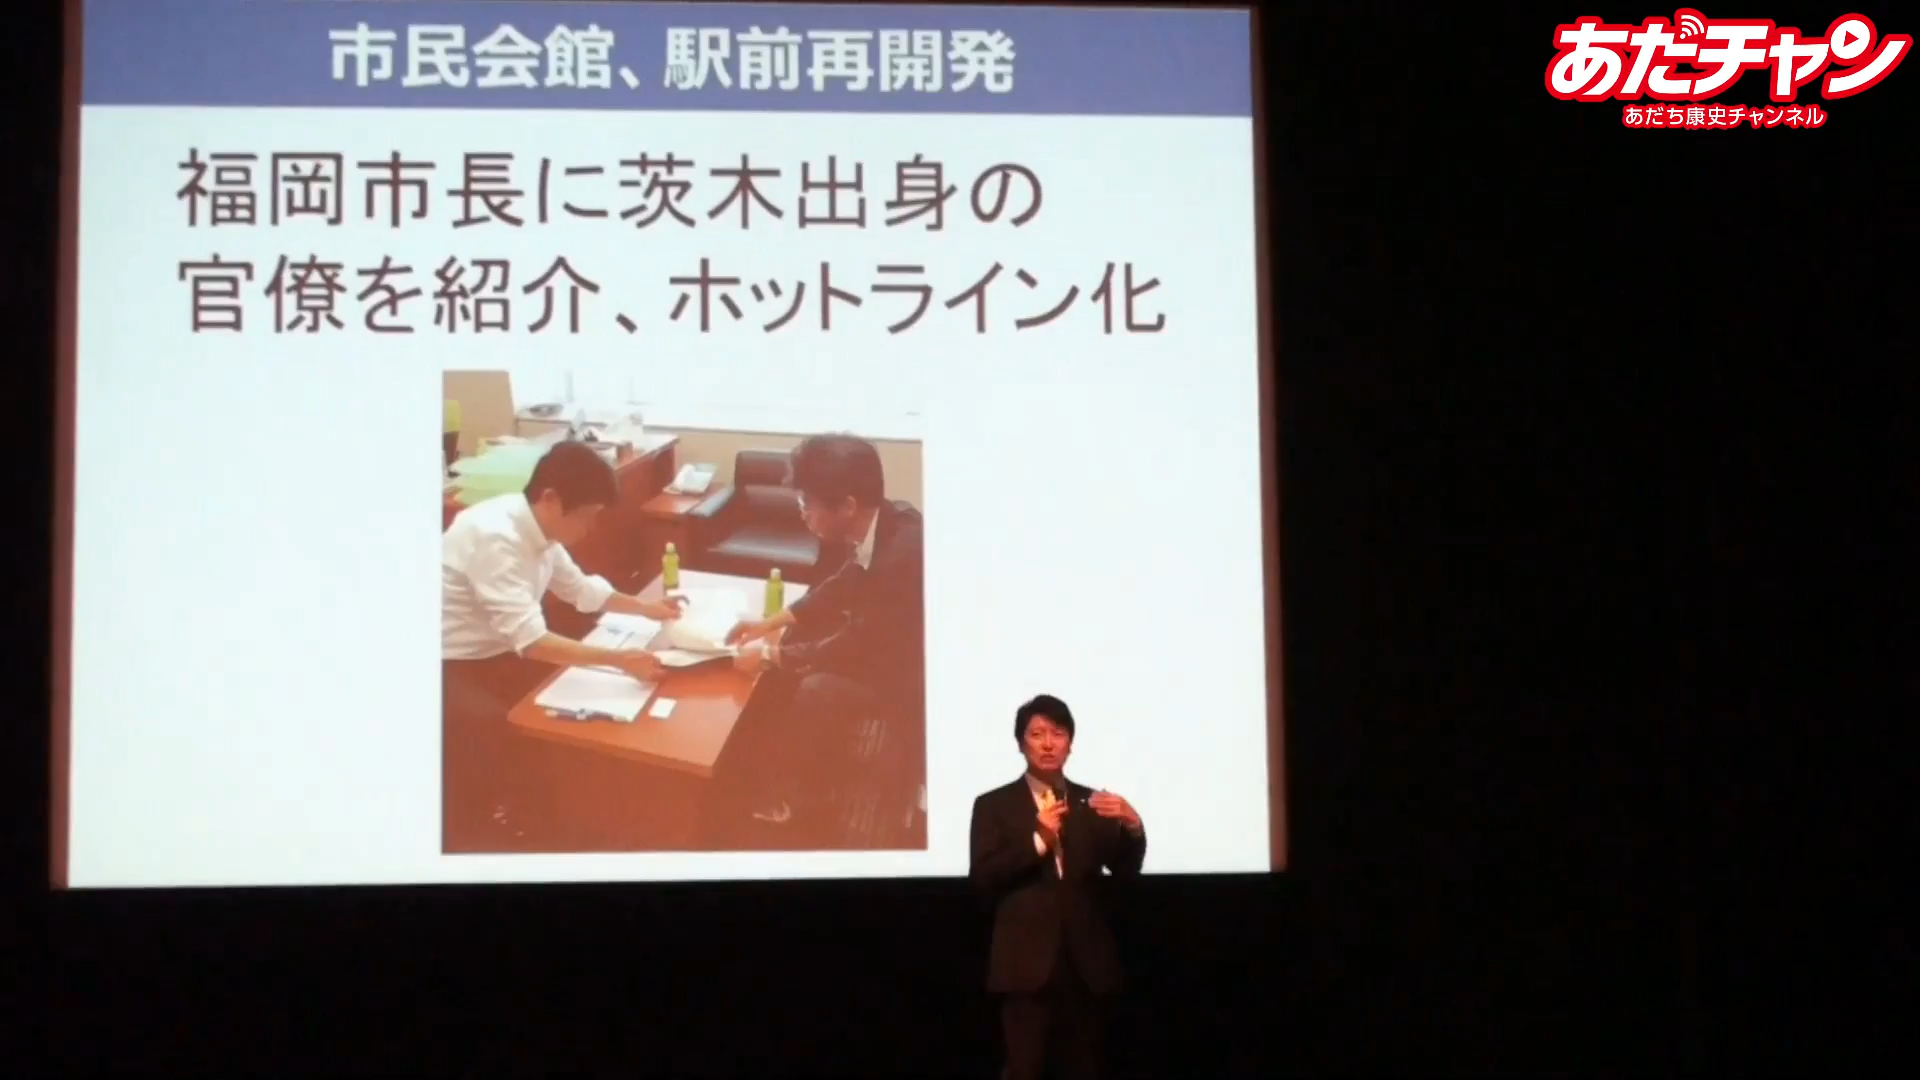 市民会館、駅前再開発
福岡市長に茨木出身の
官僚を紹介、ホットライン化
あだチャン
あだち康史チャンネル